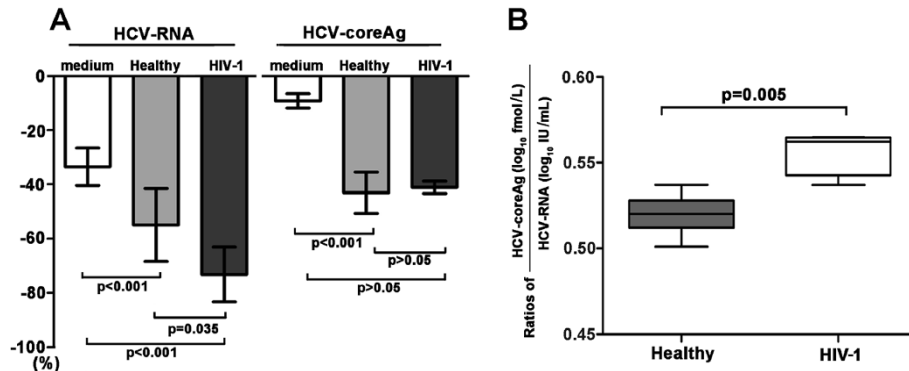 A
HCV-RNA
HCV-coreAg
medium Healthy HIV-1
medium Healthy HIV-1
0
-20
-40
-60
-80
-100
(%)
p<0.001
p=0.035
p<0.001
p<0.001
p>0.05
p>0.05
B
Ratios of HCV-coreAg (log10 fmol/L)
HCV-RNA (log10 IU/mL)
0.60
0.55
0.50
0.45
p=0.005
Healthy
HIV-1